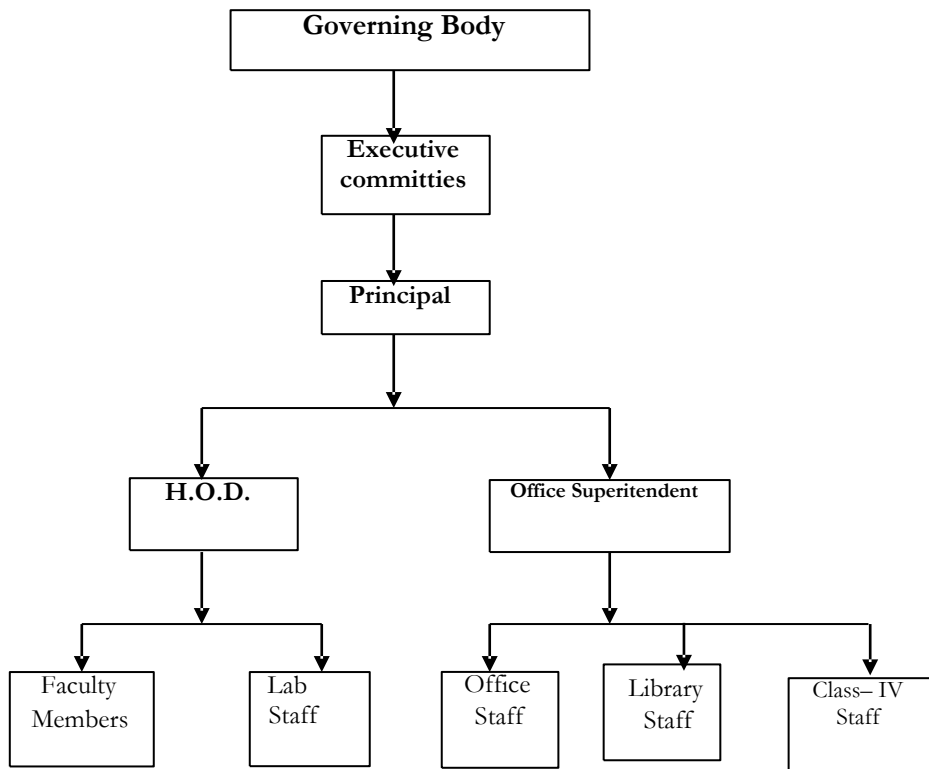 Governing Body
Executive
committies
Principal
H.O.D.
Office Superitendent
Faculty
Members
Lab
Staff
Office
Staff
Library
Staff
Class– IV
Staff